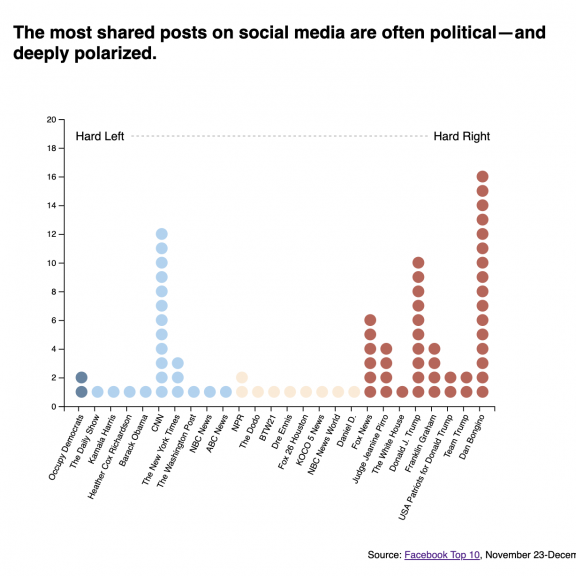 The most shared posts on social media are often political—and
deeply polarized.
20
18
16
14
12
10
8
6
4
2
0
Hard Left
Hard Right
Occupy Democrats
The Daily Show
Kamala Harris
Heather Cox Richardson
Barack Obama
CNN
The New York Times
The Washington Post
NBC News
ABC News
NPR
The Dodo
BTW21
Dre Ennis
Fox 26 Houston
KOCO 5 News
NBC News World
Daniel D.
Fox News
Judge Jeanine Pirro
The White House
Donald J. Trump
Franklin Graham
USA Patriots for Donald Trump
Team Trump
Dan Bongino
Source: Facebook Top 10, November 23-Decem